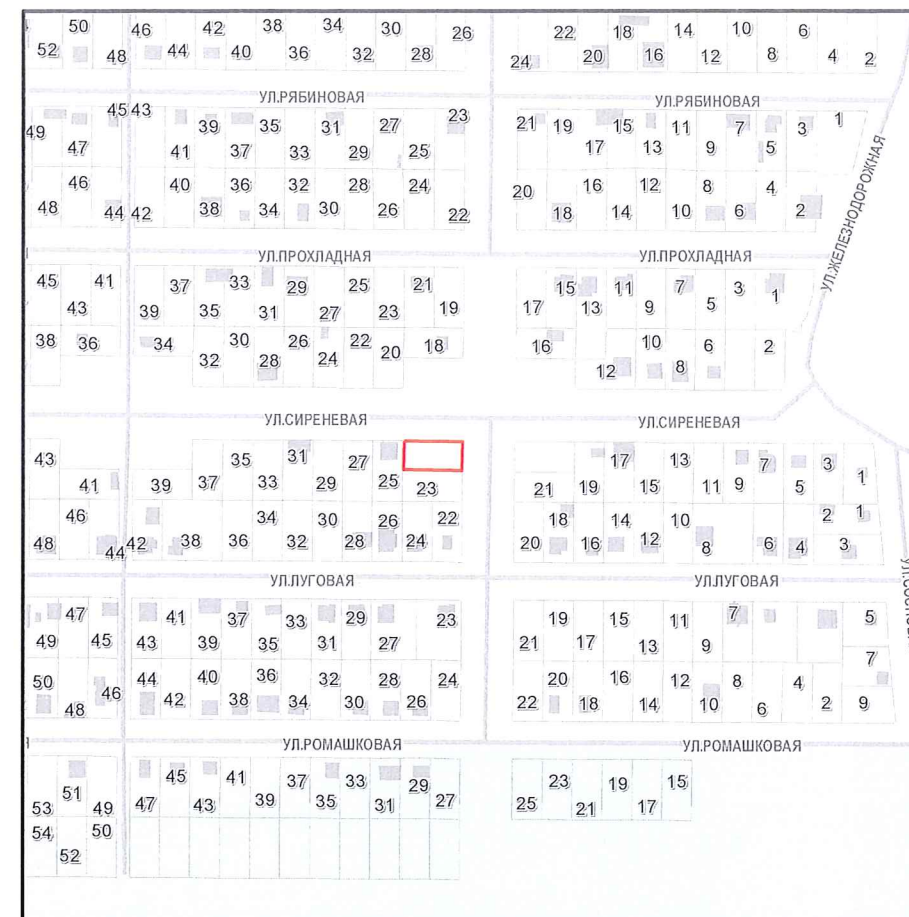 50 46 42 38 34 30 26 22 18 14 10 6
52 48 44 40 36 32 28 24 20 16 12 8 4 2
УЛ.РЯБИНОВАЯ УЛ.РЯБИНОВАЯ
45 43 39 35 31 27 23 21 19 15 11 7 3 1
49 47 41 37 33 29 25 17 13 9 5
46 40 36 32 28 24 20 16 12 8 4
48 44 42 38 34 30 26 22 18 14 10 6 2
УЛ.ЖЕЛЕЗНОДОРОЖНАЯ
УЛ.ПРОХЛАДНАЯ УЛ.ПРОХЛАДНАЯ
45 41 37 33 29 25 21 15 11 7 3 1
43 39 35 31 27 23 19 17 13 9 5
38 36 34 30 26 22 18 16 10 6 2
32 28 24 20 12 8
УЛ.СИРЕНЕВАЯ УЛ.СИРЕНЕВАЯ
43 35 31 27 17 13 7 3 1
41 39 37 33 29 25 23 21 19 15 11 9 5
46 34 30 26 22 18 14 10 2 1
48 44 42 38 36 32 28 24 20 16 12 8 6 4 3
УЛ.ЛУГОВАЯ УЛ.ЛУГОВАЯ
47 41 37 33 29 23 19 15 11 7 5
49 45 43 39 35 31 27 21 17 13 9 7
50 46 44 40 36 32 28 24 20 16 12 8 4
48 42 38 34 30 26 22 18 14 10 6 2 9
УЛ.РОМАШКОВАЯ УЛ.РОМАШКОВАЯ
51 45 41 37 33 29 23 19 15
53 49 47 43 39 35 31 27 25 21 17
54 50
52